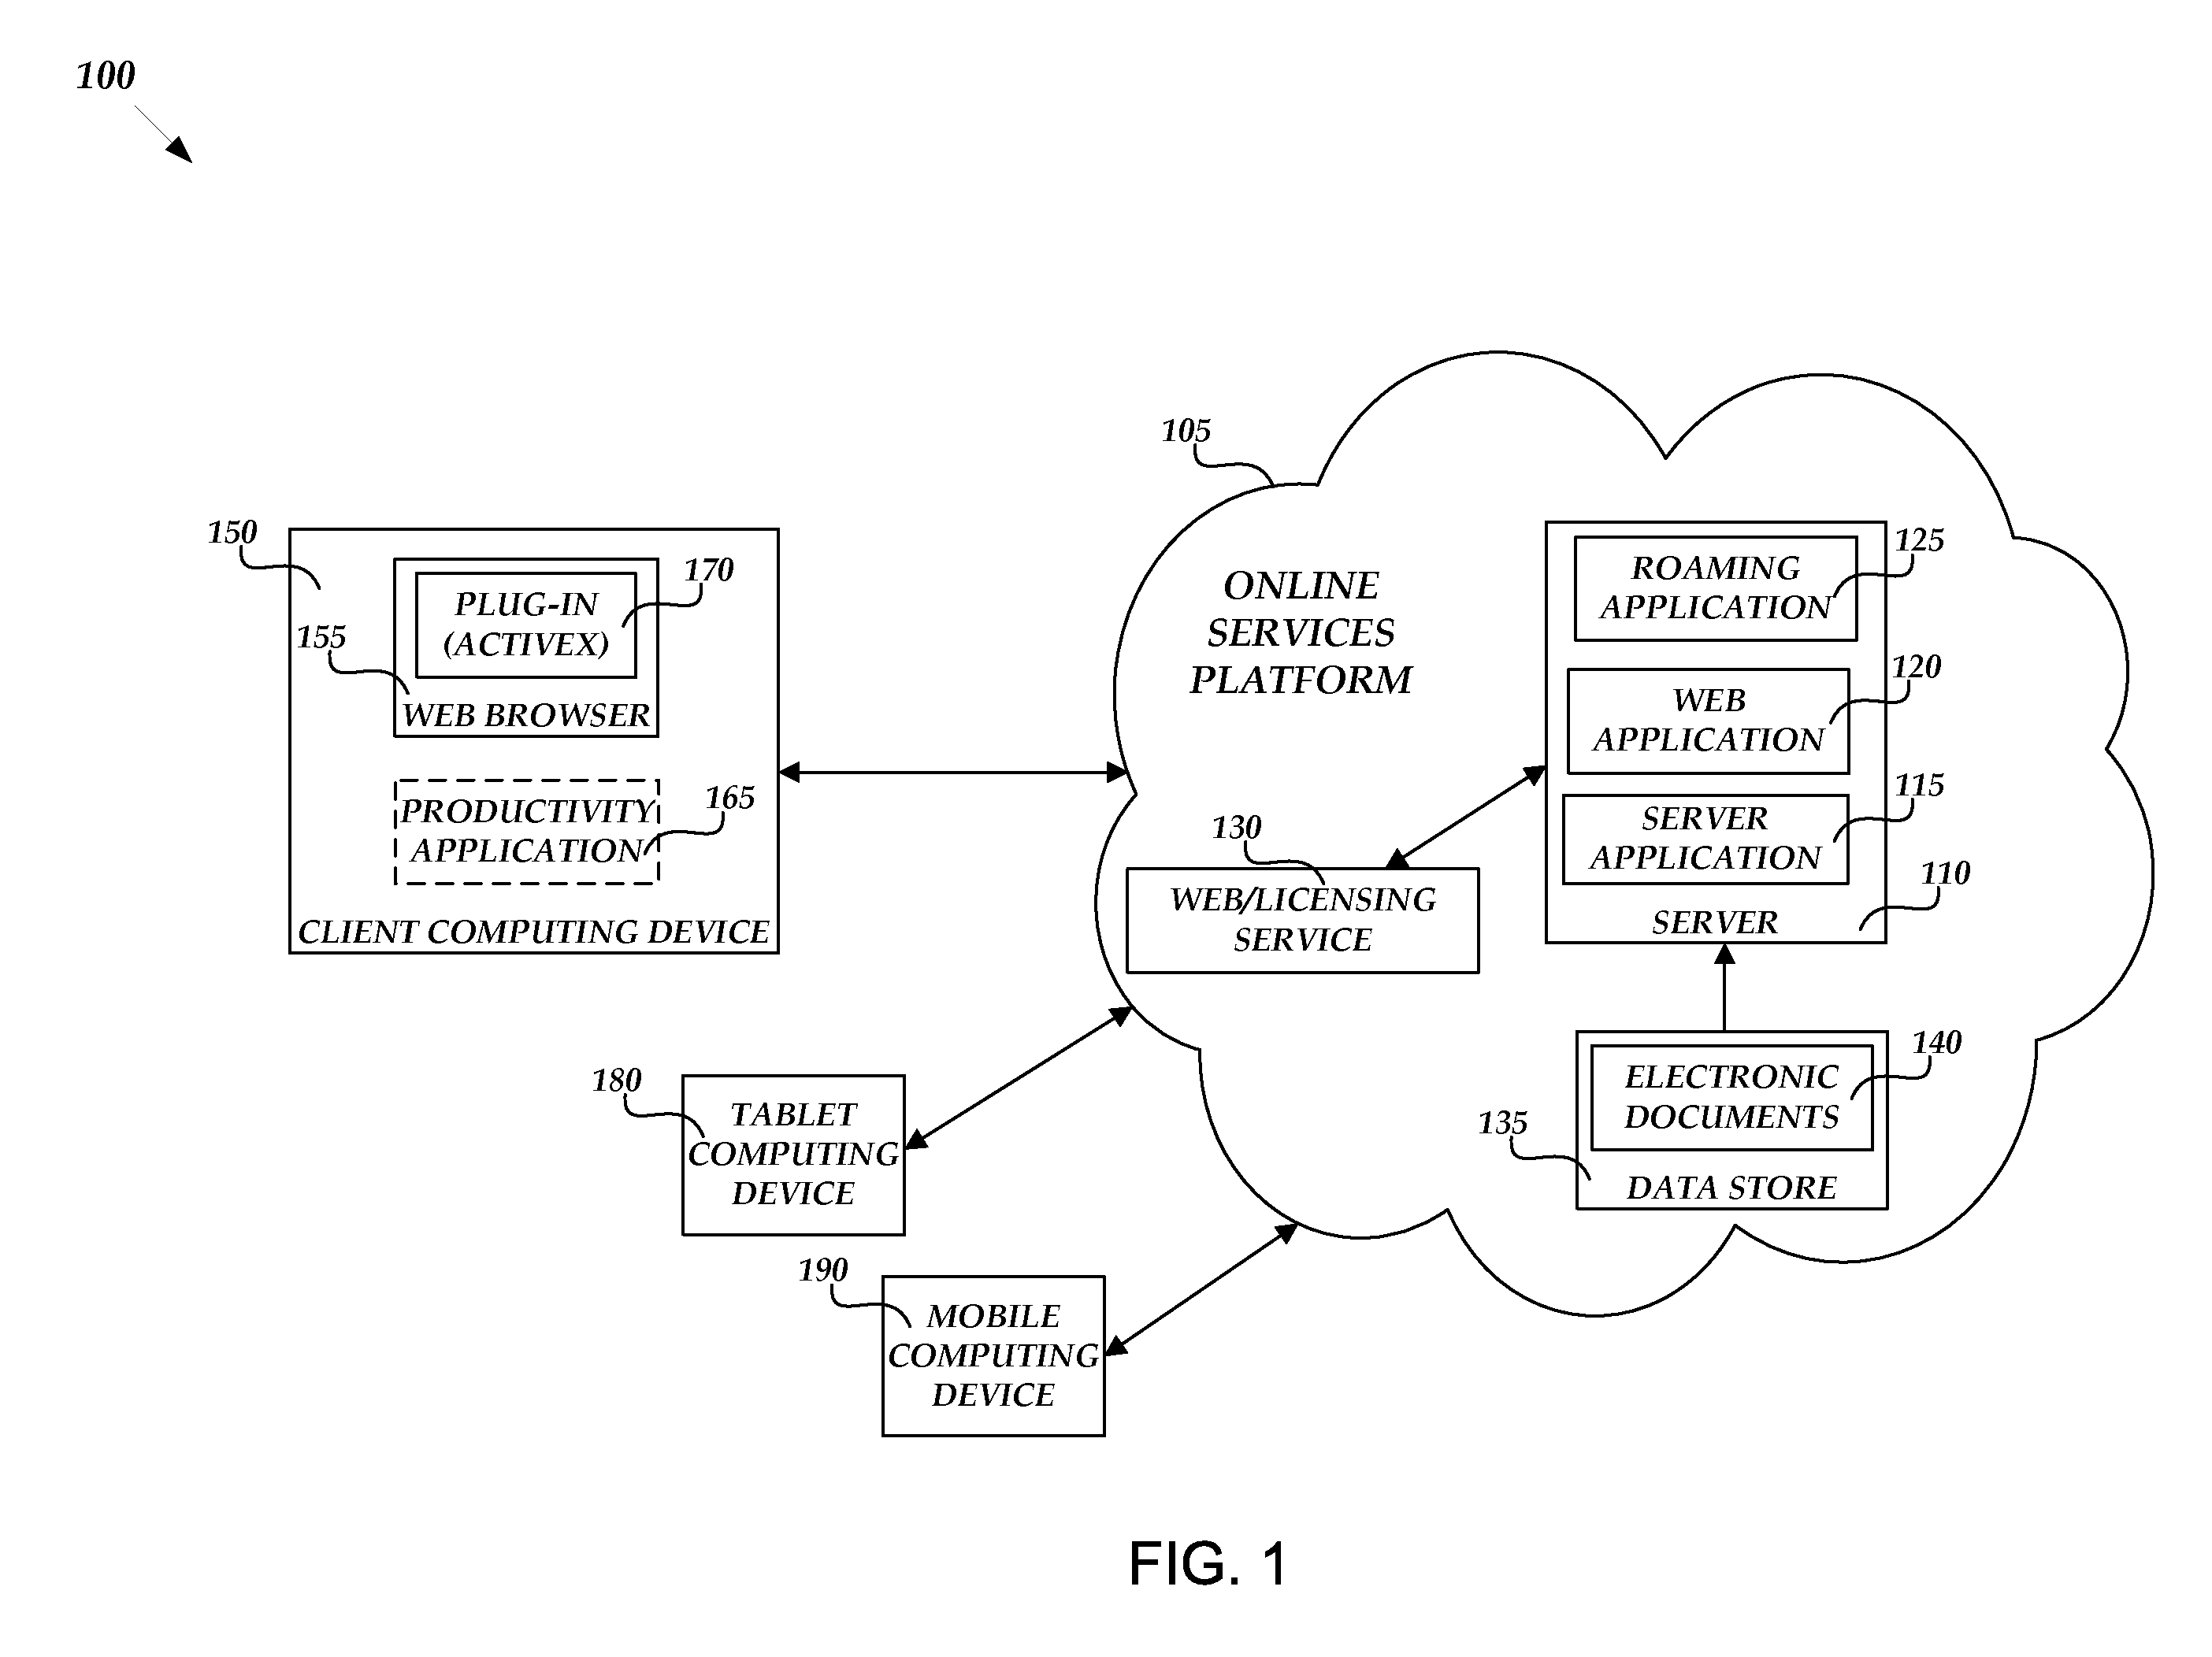 100
105
ONLINE
SERVICES
PLATFORM
150
170
PLUG-IN
(ACTIVEX)
155
WEB BROWSER
165
PRODUCTIVITY
APPLICATION
CLIENT COMPUTING DEVICE
125
ROAMING
APPLICATION
120
WEB
APPLICATION
115
SERVER
APPLICATION
110
SERVER
130
WEB/LICENSING
SERVICE
140
ELECTRONIC
DOCUMENTS
135
DATA STORE
180
TABLET
COMPUTING
DEVICE
190
MOBILE
COMPUTING
DEVICE
FIG. 1